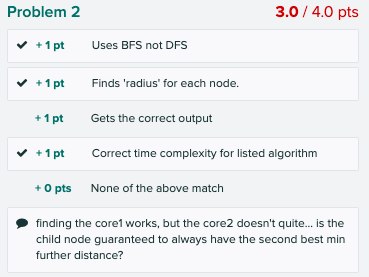 Problem 2 3.0 / 4.0 pts
+ 1 pt Uses BFS not DFS
+ 1 pt Finds 'radius' for each node.
+ 1 pt Gets the correct output
+ 1 pt Correct time complexity for listed algorithm
+ 0 pts None of the above match
finding the core1 works, but the core2 doesn't quite... is the
child node guaranteed to always have the second best min
further distance?